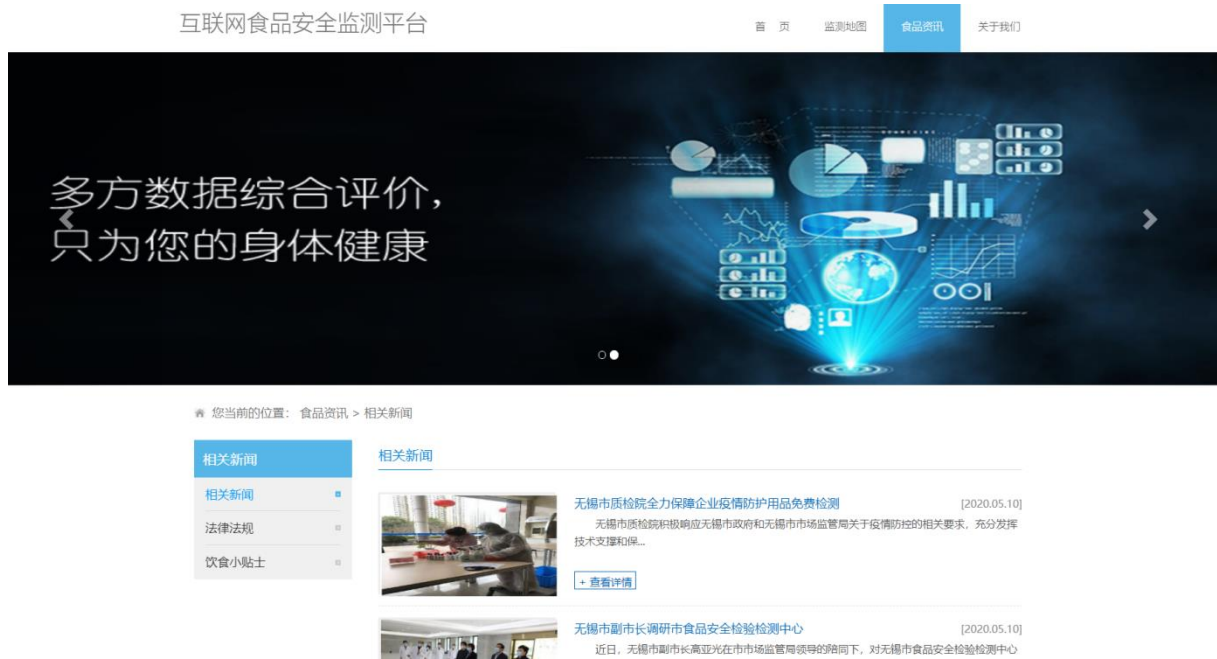 互联网食品安全监测平台
首 页 监测地图 食品资讯 关于我们
多方数据综合评价，
只为您的身体健康
您当前的位置： 食品资讯 > 相关新闻
相关新闻
相关新闻
法律法规
饮食小贴士
相关新闻
无锡市质检院全力保障企业疫情防护用品免费检测 [2020.05.10]
无锡市质检院积极响应无锡市政府和无锡市市场监管局关于疫情防控的相关要求，充分发挥
技术支撑和保...
+ 查看详情
无锡市副市长调研市食品安全检验检测中心 [2020.05.10]
近日，无锡市副市长高亚光在市市场监管局领导的陪同下，对无锡市食品安全检验检测中心